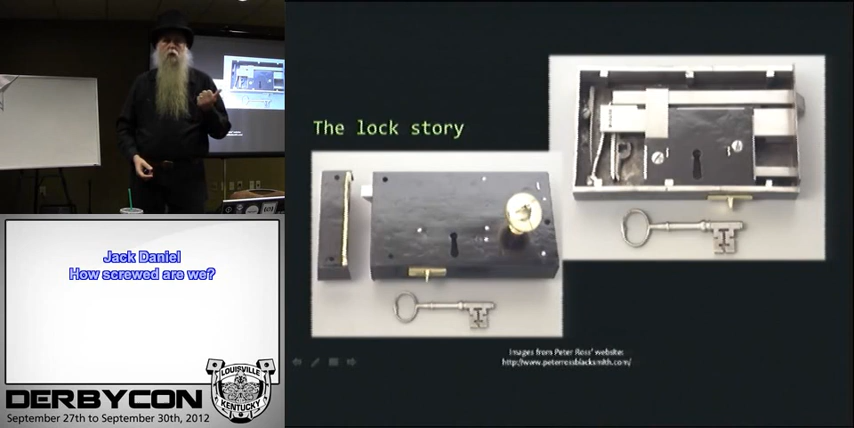 The lock story
Images from Peter Ross' website:
http://www.peterrossblacksmith.com/
Jack Daniel
How screwed are we?
LOUISVILLE
KENTUCKY
DERBYCON
September 27th to September 30th, 2012